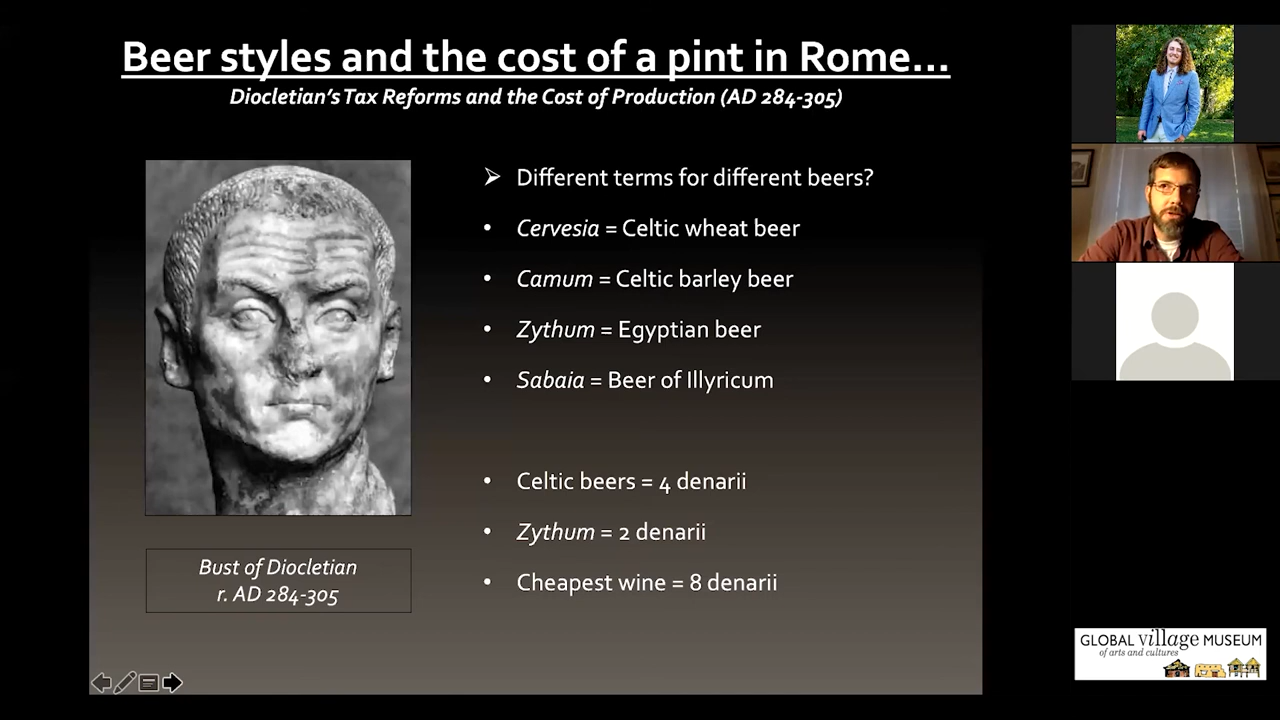 Beer styles and the cost of a pint in Rome...
Diocletian's Tax Reforms and the Cost of Production (AD 284-305)
➢ Different terms for different beers?
• Cervesia = Celtic wheat beer
• Camum = Celtic barley beer
• Zythum = Egyptian beer
• Sabaia = Beer of Illyricum
• Celtic beers = 4 denarii
• Zythum = 2 denarii
• Cheapest wine = 8 denarii
Bust of Diocletian
r. AD 284-305
GLOBAL village MUSEUM
of arts and cultures